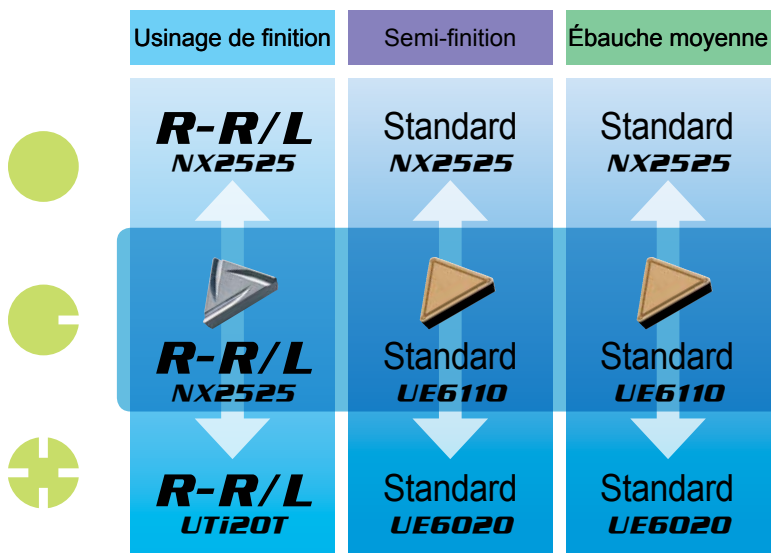 Usinage de finition
Semi-finition
Ébauche moyenne
R-R/L
NX2525
Standard
NX2525
Standard
NX2525
R-R/L
NX2525
Standard
UE6110
Standard
UE6110
R-R/L
UTi20T
Standard
UE6020
Standard
UE6020